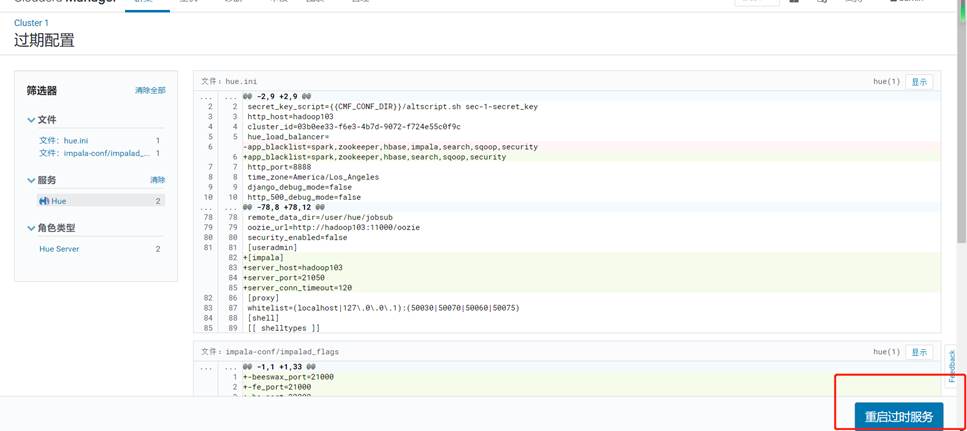 Cluster 1
过期配置
筛选器
清除全部
文件
文件: hue.ini 1
文件: impala-conf/impalad_... 1
服务
清除
Hue 2
角色类型
Hue Server 2
文件: hue.ini
hue(1)
显示
... ... @@ -2,9 +2,9 @@
2 2 secret_key_script={{CMF_CONF_DIR}}/altscript.sh sec-1-secret_key
3 3 http_host=hadoop103
4 4 cluster_id=03b0ee33-f6e3-4b7d-9072-f724e55c0f9c
5 5 hue_load_balancer=
6 -app_blacklist=spark,zookeeper,hbase,impala,search,sqoop,security
6 +app_blacklist=spark,zookeeper,hbase,search,sqoop,security
7 7 http_port=8888
8 8 time_zone=America/Los_Angeles
9 9 django_debug_mode=false
10 10 http_500_debug_mode=false
... ... @@ -78,8 +78,12 @@
78 78 remote_data_dir=/user/hue/jobsub
79 79 oozie_url=http://hadoop103:11000/oozie
80 80 security_enabled=false
81 81 [useradmin]
82 +[impala]
83 +server_host=hadoop103
84 +server_port=21050
85 +server_conn_timeout=120
82 86 [proxy]
83 87 whitelist=(localhost|127\.0\.0\.1):(50030|50070|50060|50075)
84 88 [shell]
85 89 [[ shelltypes ]]
文件: impala-conf/impalad_flags
hue(1)
显示
... ... @@ -1,1 +1,33 @@
1 +-beeswax_port=21000
2 +-fe_port=21000
Feedback
重启过时服务